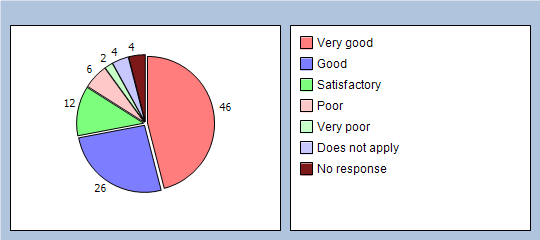 4
4
2
6
12
46
26
Very good
Good
Satisfactory
Poor
Very poor
Does not apply
No response